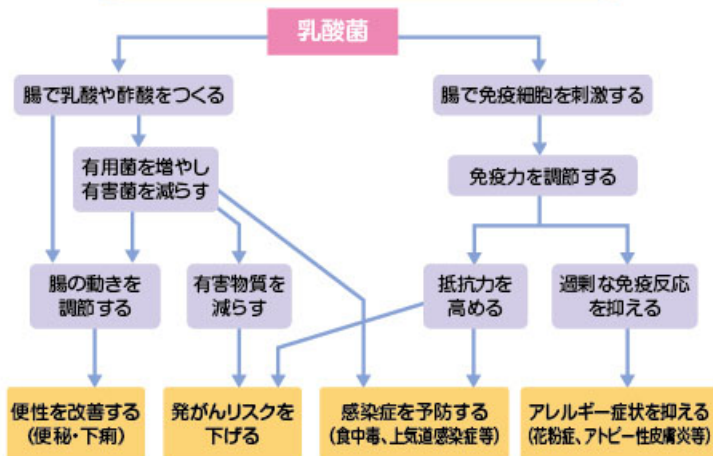 乳酸菌
腸で乳酸や酢酸をつくる
腸で免疫細胞を刺激する
有用菌を増やし
有害菌を減らす
免疫力を調節する
腸の動きを
調節する
有害物質を
減らす
抵抗力を
高める
過剰な免疫反応
を抑える
便性を改善する
(便秘・下痢)
発がんリスクを
下げる
感染症を予防する
(食中毒、上気道感染症等)
アレルギー症状を抑える
(花粉症、アトピー性皮膚炎等)